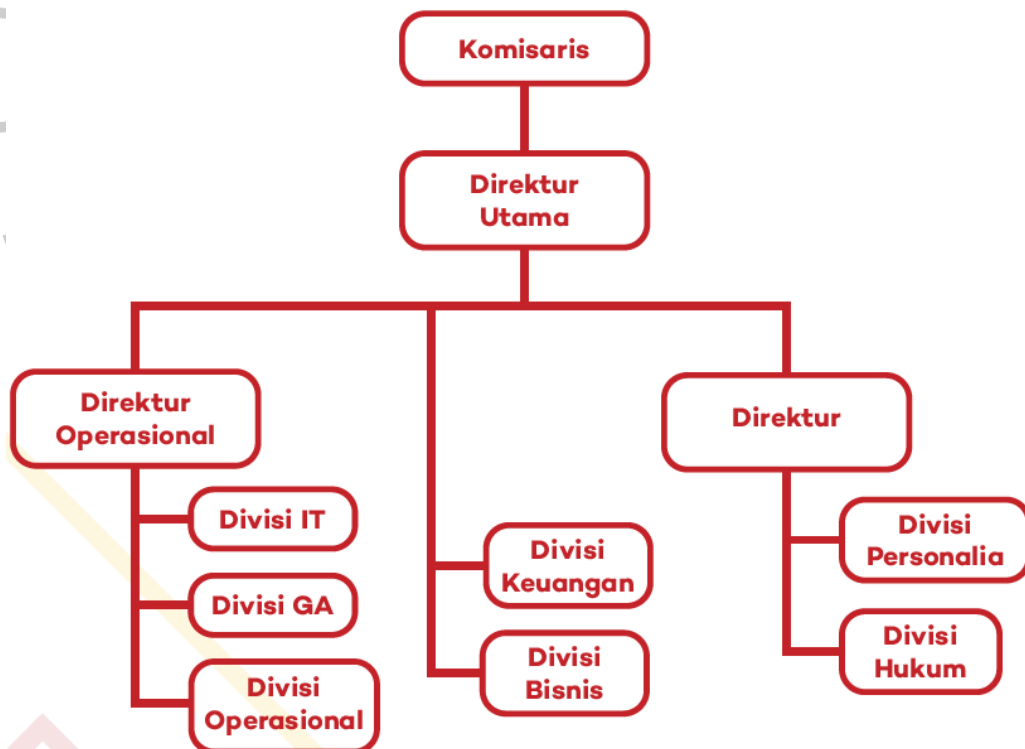 Komisaris
Direktur
Utama
Direktur
Operasional
Divisi IT
Divisi GA
Divisi
Operasional
Divisi
Keuangan
Divisi
Bisnis
Direktur
Divisi
Personalia
Divisi
Hukum